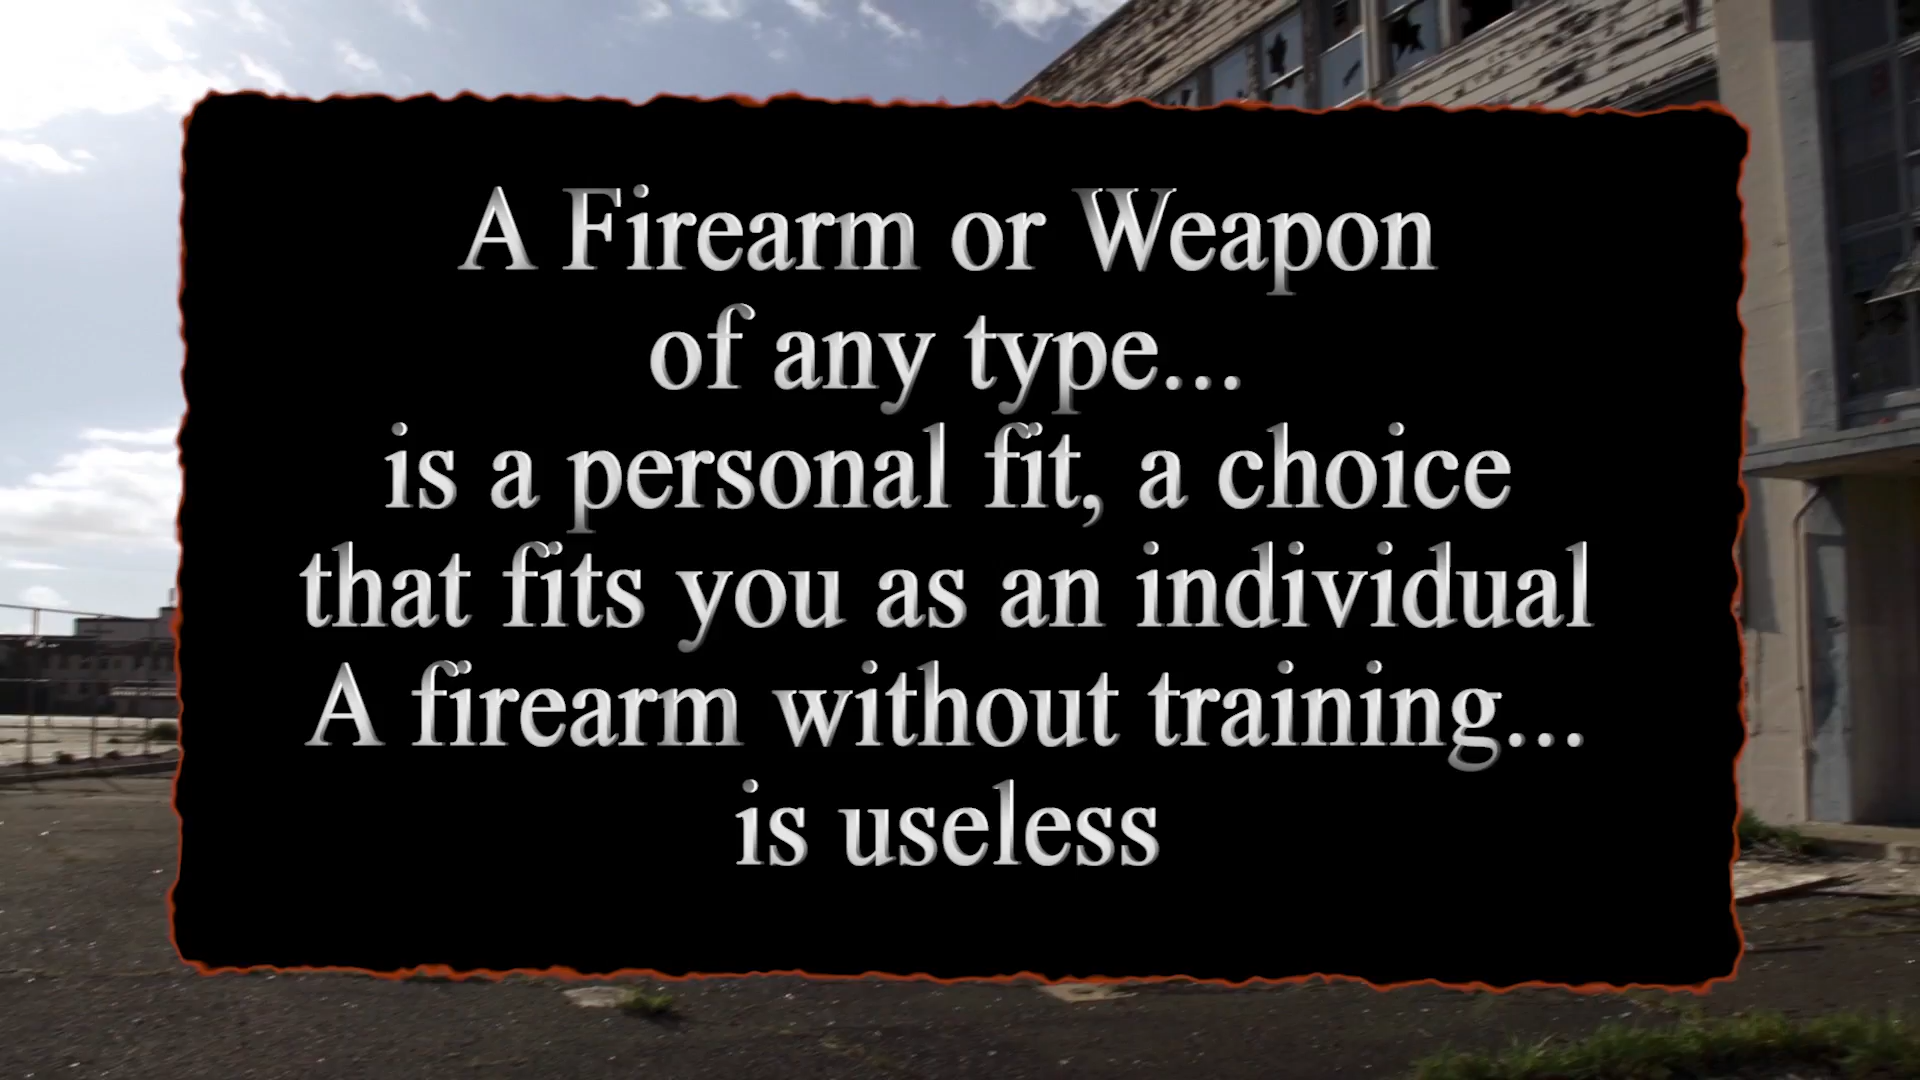 A Firearm or Weapon
of any type...
is a personal fit, a choice
that fits you as an individual
A firearm without training...
is useless